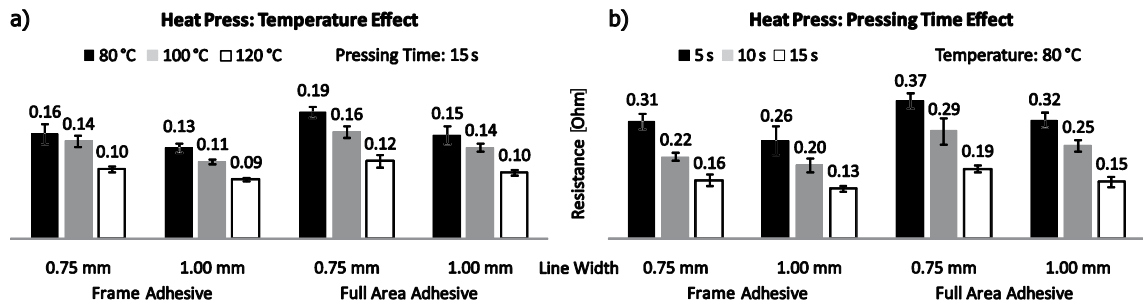 a) Heat Press: Temperature Effect
80 °C 100 °C 120 °C Pressing Time: 15 s
0.16 0.14 0.10 0.13 0.11 0.09 0.19 0.16 0.12 0.15 0.14 0.10
0.75 mm 1.00 mm 0.75 mm 1.00 mm
Frame Adhesive Full Area Adhesive
Line Width
b) Heat Press: Pressing Time Effect
5 s 10 s 15 s Temperature: 80 °C
Resistance [Ohm]
0.31 0.22 0.16 0.26 0.20 0.13 0.37 0.29 0.19 0.32 0.25 0.15
0.75 mm 1.00 mm 0.75 mm 1.00 mm
Frame Adhesive Full Area Adhesive